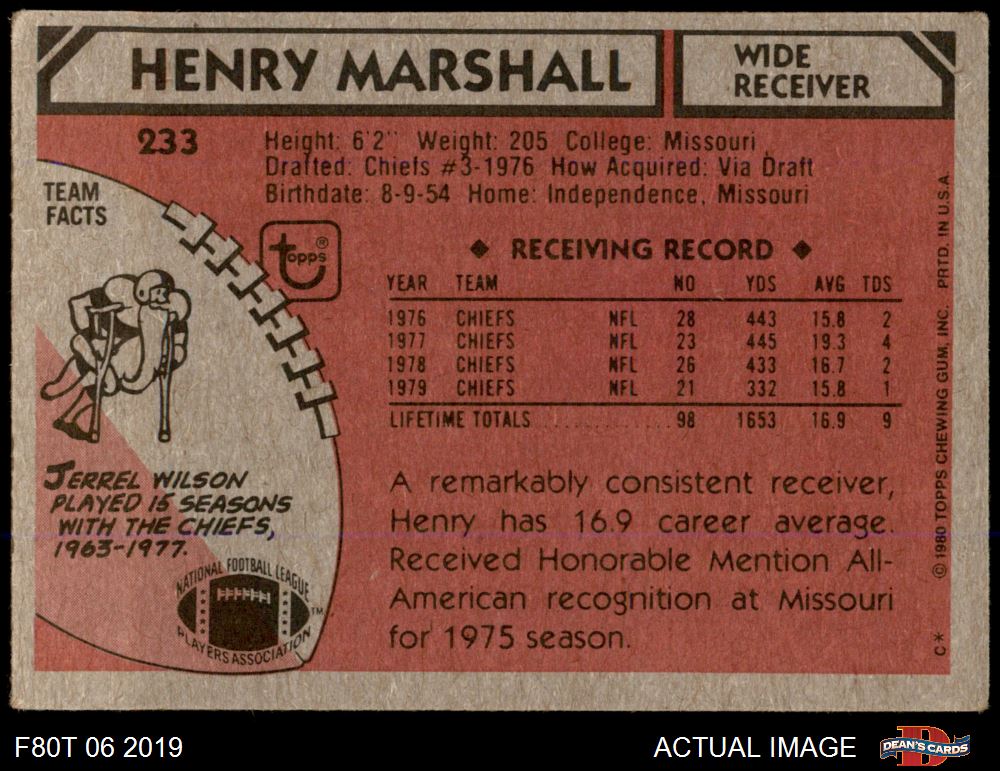 HENRY MARSHALL
WIDE
RECEIVER
233
Height: 6'2" Weight: 205 College: Missouri
Drafted: Chiefs #3-1976 How Acquired: Via Draft
Birthdate: 8-9-54 Home: Independence, Missouri
TEAM
FACTS
topps®
◆ RECEIVING RECORD ◆
YEAR TEAM NO YDS AVG TDS
1976 CHIEFS NFL 28 443 15.8 2
1977 CHIEFS NFL 23 445 19.3 4
1978 CHIEFS NFL 26 433 16.7 2
1979 CHIEFS NFL 21 332 15.8 1
LIFETIME TOTALS ............ 98 1653 16.9 9
JERREL WILSON
PLAYED 15 SEASONS
WITH THE CHIEFS,
1963-1977.
NATIONAL FOOTBALL LEAGUE
PLAYERS ASSOCIATION
TM
A remarkably consistent receiver,
Henry has 16.9 career average.
Received Honorable Mention All-
American recognition at Missouri
for 1975 season.
C* © 1980 TOPPS CHEWING GUM, INC. PRTD. IN U.S.A.
F80T 06 2019
ACTUAL IMAGE
DEAN'S CARDS